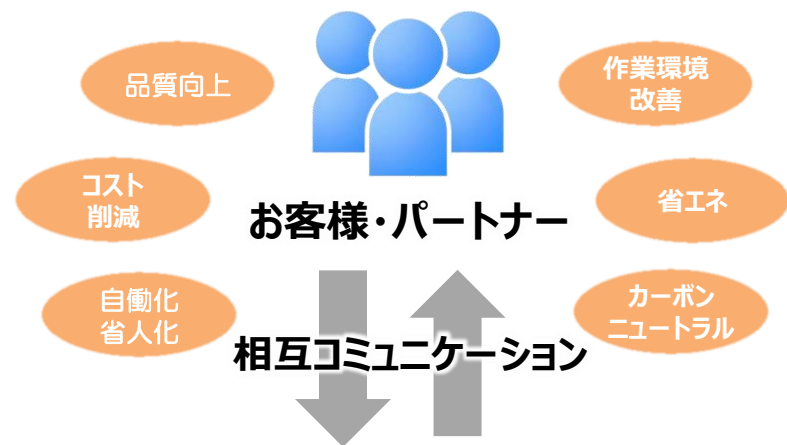 品質向上
作業環境
改善
コスト
削減
お客様・パートナー
省エネ
自働化
省人化
カーボン
ニュートラル
相互コミュニケーション